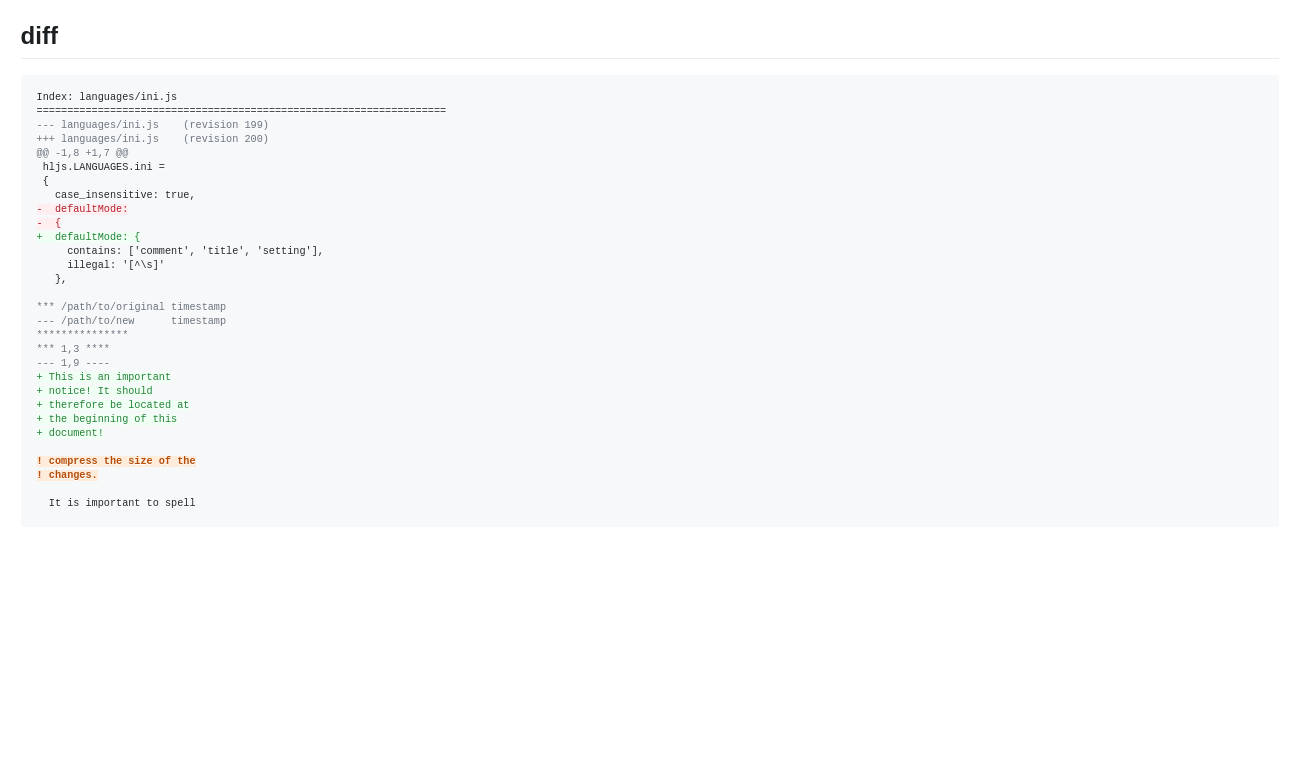 diff
Index: languages/ini.js
===================================================================
--- languages/ini.js    (revision 199)
+++ languages/ini.js    (revision 200)
@@ -1,8 +1,7 @@
 hljs.LANGUAGES.ini =
 {
   case_insensitive: true,
-  defaultMode:
-  {
+  defaultMode: {
     contains: ['comment', 'title', 'setting'],
     illegal: '[^\s]'
   },
*** /path/to/original timestamp
--- /path/to/new      timestamp
***************
*** 1,3 ****
--- 1,9 ----
+ This is an important
+ notice! It should
+ therefore be located at
+ the beginning of this
+ document!
! compress the size of the
! changes.
  It is important to spell